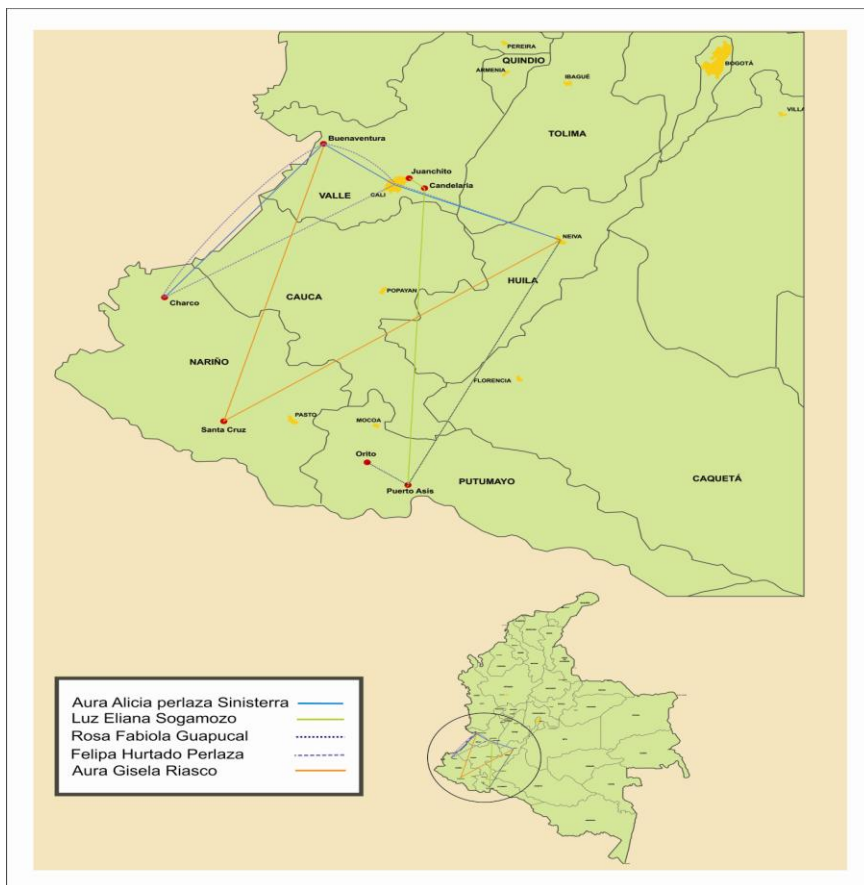 PEREIRA
QUINDIO
ARMENIA
IBAGUÉ
BOGOTÁ
VILLA
TOLIMA
Buenaventura
Juanchito
Candelaria
CALI
VALLE
NEIVA
HUILA
CAUCA
POPAYAN
Charco
NARIÑO
FLORENCIA
PASTO
MOCOA
Santa Cruz
Orito
Puerto Asis
PUTUMAYO
CAQUETÁ
Aura Alicia perlaza Sinisterra
Luz Eliana Sogamozo
Rosa Fabiola Guapucal
Felipa Hurtado Perlaza
Aura Gisela Riasco